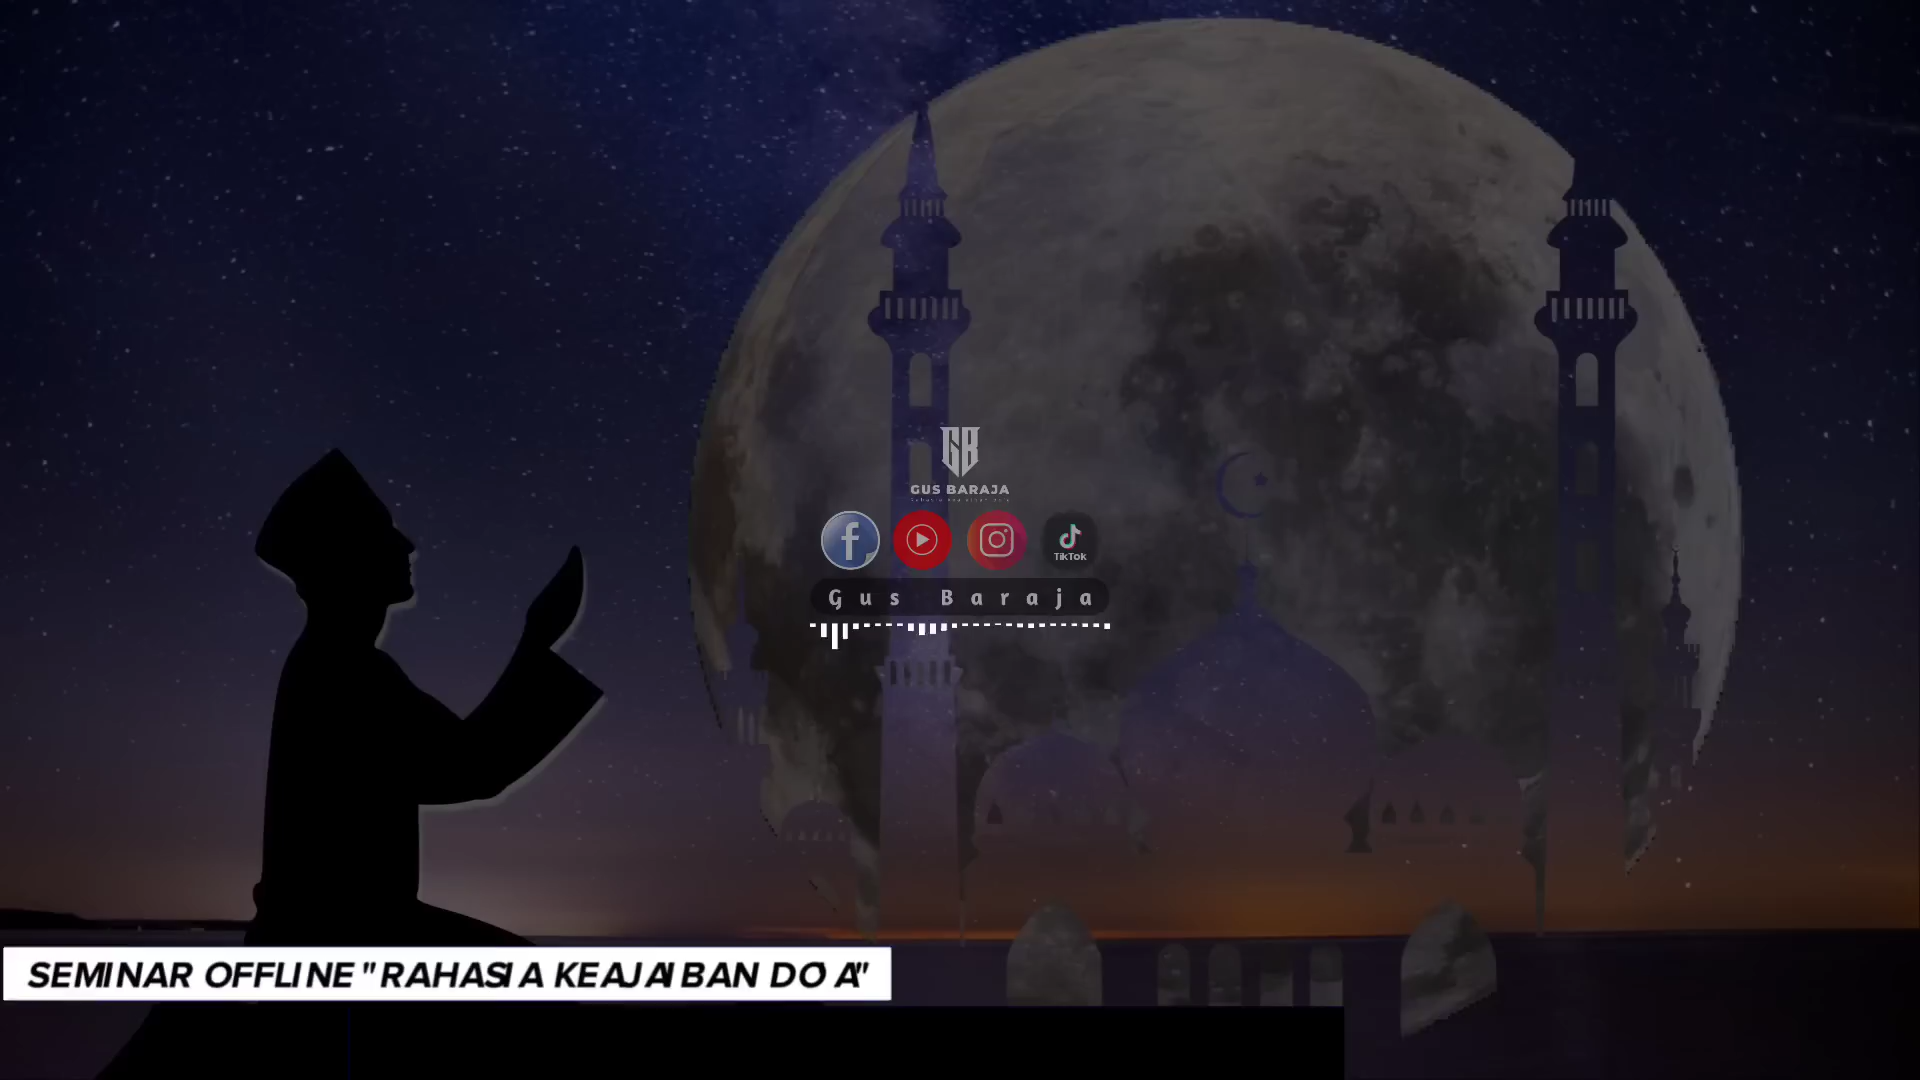 GUS BARAJA
TikTok
Gus Baraja
SEMINAR OFFLINE "RAHASIA KEAJAIBAN DO'A"